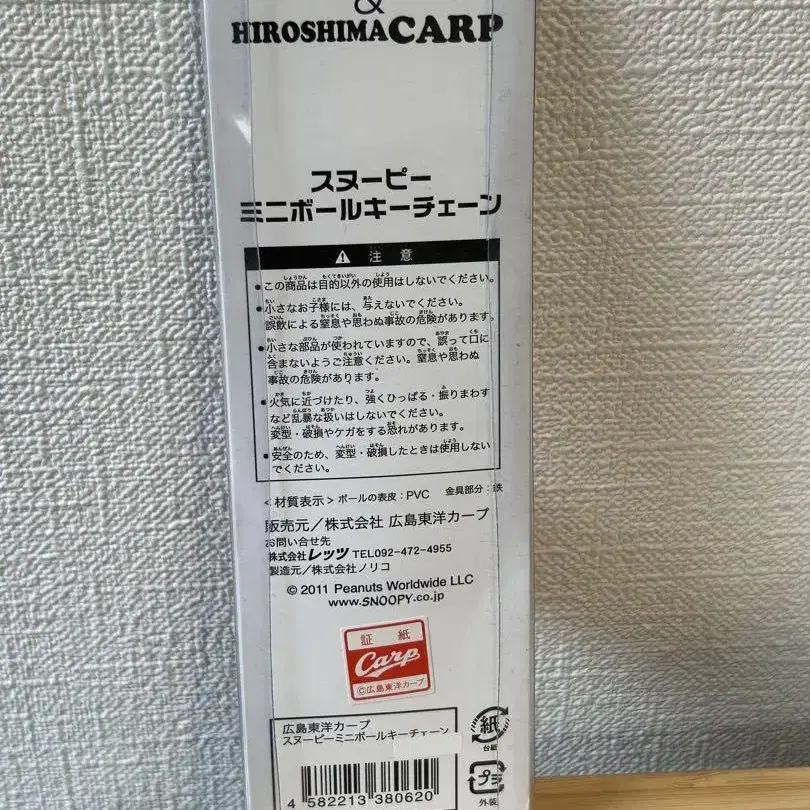 &
HIROSHIMA CARP
スヌーピー
ミニボールキーチェーン
注意
●この商品は目的以外の使用はしないでください。
●小さなお子様には、与えないでください。
誤飲による窒息や思わぬ事故の危険があります。
●小さな部品が使われていますので、誤って口に
含まないようご注意ください。窒息や思わぬ
事故の危険があります。
●火気に近づけたり、強くひっぱる・振りまわす
など乱暴な扱いはしないでください。
変型・破損やケガをする恐れがあります。
●安全のため、変型・破損したときは使用しない
でください。
<材質表示>ボールの表皮:PVC 金具部分:鉄
販売元/株式会社 広島東洋カープ
お問い合せ先
株式会社レッツ TEL092-472-4955
製造元/株式会社ノリコ
© 2011 Peanuts Worldwide LLC
www.SNOOPY.co.jp
証紙
Carp
©広島東洋カープ
広島東洋カープ
スヌーピーミニボールキーチェーン
4 582213 380620
紙
台紙
プラ
外装